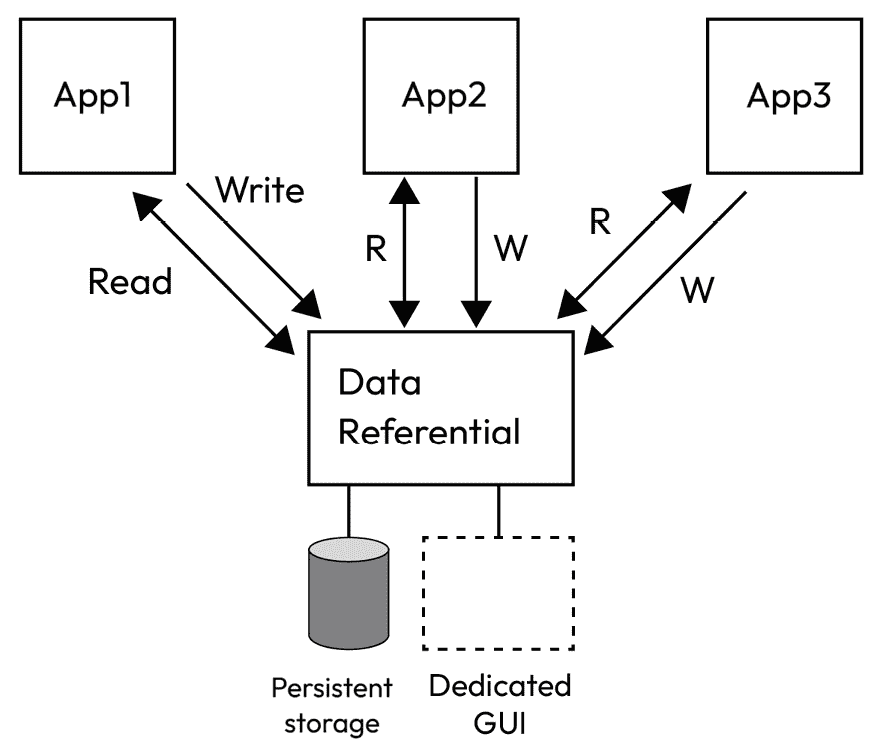 App1
App2
App3
Write
Read
R
W
R
W
Data
Referential
Persistent
storage
Dedicated
GUI